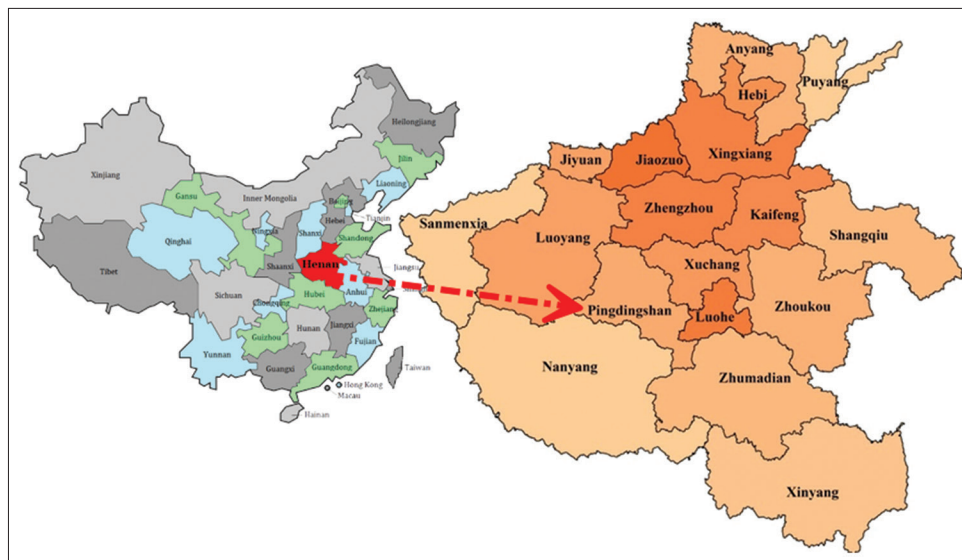 Heilongjiang
Jilin
Xinjiang
Liaoning
Inner Mongolia
Gansu
Beijing
Tianjin
Hebei
Ningxia
Shanxi
Qinghai
Shandong
Shaanxi
Henan
Jiangsu
Tibet
Anhui
Sichuan
Hubei
Chongqing
Zhejiang
Hunan
Jiangxi
Guizhou
Fujian
Yunnan
Guangxi
Guangdong
Taiwan
Hong Kong
Macau
Hainan
Anyang
Puyang
Hebi
Jiyuan
Jiaozuo
Xingxiang
Sanmenxia
Zhengzhou
Kaifeng
Luoyang
Shangqiu
Xuchang
Pingdingshan
Luohe
Zhoukou
Nanyang
Zhumadian
Xinyang